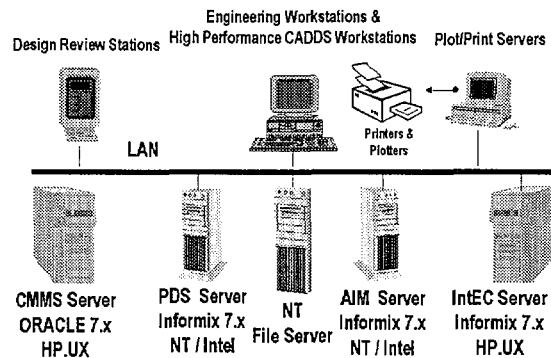 Engineering Workstations &
Design Review Stations
High Performance CADDS Workstations
Plot/Print Servers
Printers &
Plotters
LAN
CMMS Server
ORACLE 7.x
HP.UX
PDS Server
Informix 7.x
NT / Intel
NT
File Server
AIM Server
Informix 7.x
NT / Intel
IntEC Server
Informix 7.x
HP.UX